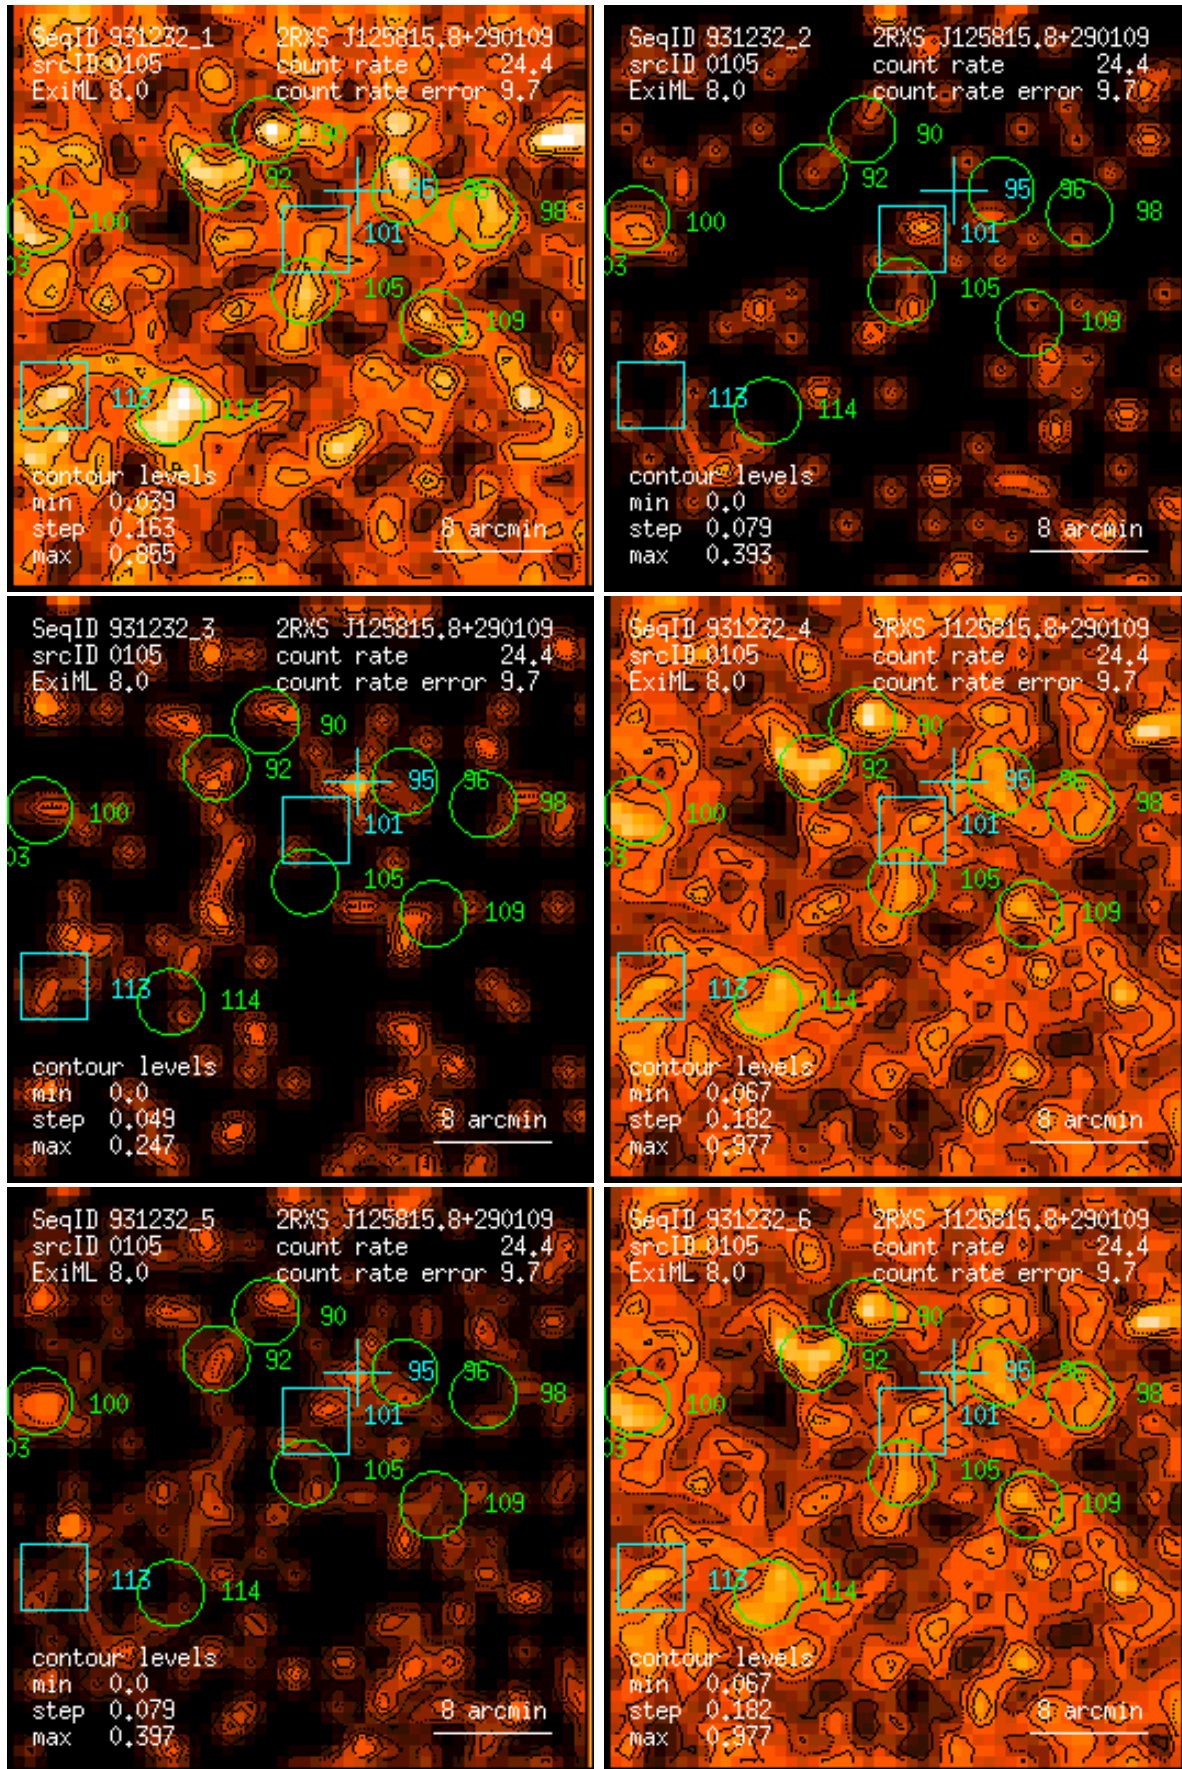 SeqID 931232_1 2RXS J125815.8+290109
srcID 0105 count rate 24.4
ExiML 8.0 count rate error 9.7
90
92
95 96
100 98
101
03
105
109
113 114
contour levels
min 0.039
step 0.163 8 arcmin
max 0.855
SeqID 931232_2 2RXS J125815.8+290109
srcID 0105 count rate 24.4
ExiML 8.0 count rate error 9.7
90
92
95 96
100 98
101
03
105
109
113 114
contour levels
min 0.0
step 0.079 8 arcmin
max 0.393
SeqID 931232_3 2RXS J125815.8+290109
srcID 0105 count rate 24.4
ExiML 8.0 count rate error 9.7
90
92
95 96
100 98
101
03
105
109
113 114
contour levels
min 0.0
step 0.049 8 arcmin
max 0.247
SeqID 931232_4 2RXS J125815.8+290109
srcID 0105 count rate 24.4
ExiML 8.0 count rate error 9.7
90
92
95 96
100 98
101
03
105
109
113 114
contour levels
min 0.067
step 0.182 8 arcmin
max 0.977
SeqID 931232_5 2RXS J125815.8+290109
srcID 0105 count rate 24.4
ExiML 8.0 count rate error 9.7
90
92
95 96
100 98
101
03
105
109
113 114
contour levels
min 0.0
step 0.079 8 arcmin
max 0.397
SeqID 931232_6 2RXS J125815.8+290109
srcID 0105 count rate 24.4
ExiML 8.0 count rate error 9.7
90
92
95 96
100 98
101
03
105
109
113 114
contour levels
min 0.067
step 0.182 8 arcmin
max 0.977